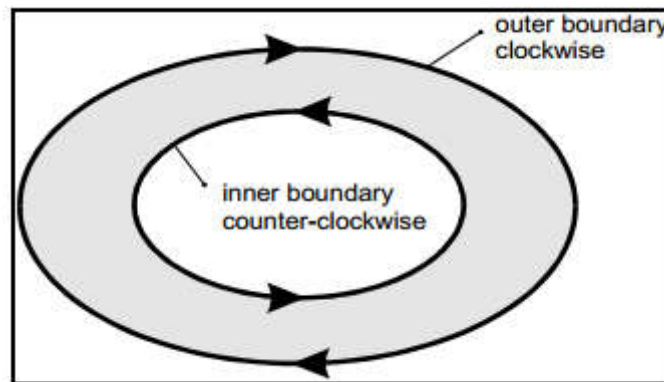 outer boundary
clockwise
inner boundary
counter-clockwise